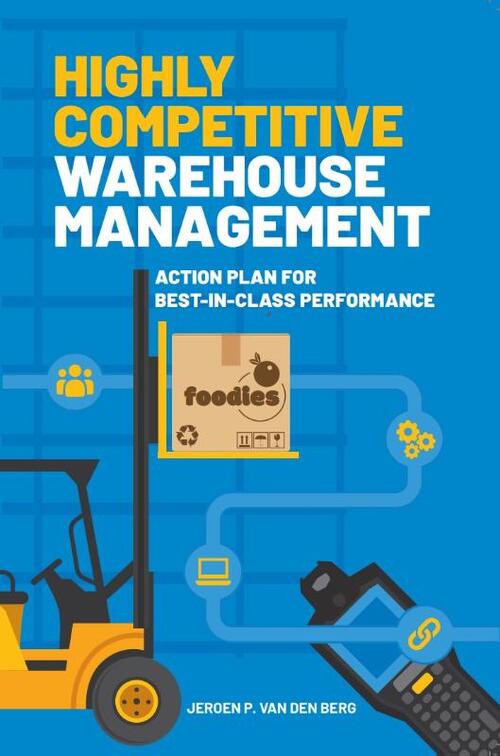 HIGHLY
COMPETITIVE
WAREHOUSE
MANAGEMENT
ACTION PLAN FOR
BEST-IN-CLASS PERFORMANCE
foodies
JEROEN P. VAN DEN BERG